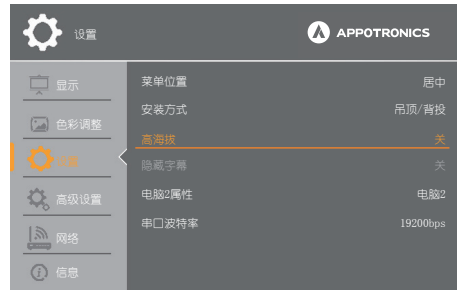 设置
APPOTRONICS
显示
色彩调整
设置
高级设置
网络
信息
菜单位置 居中
安装方式 吊顶/背投
高海拔 关
隐藏字幕 关
电脑2属性 电脑2
串口波特率 19200bps